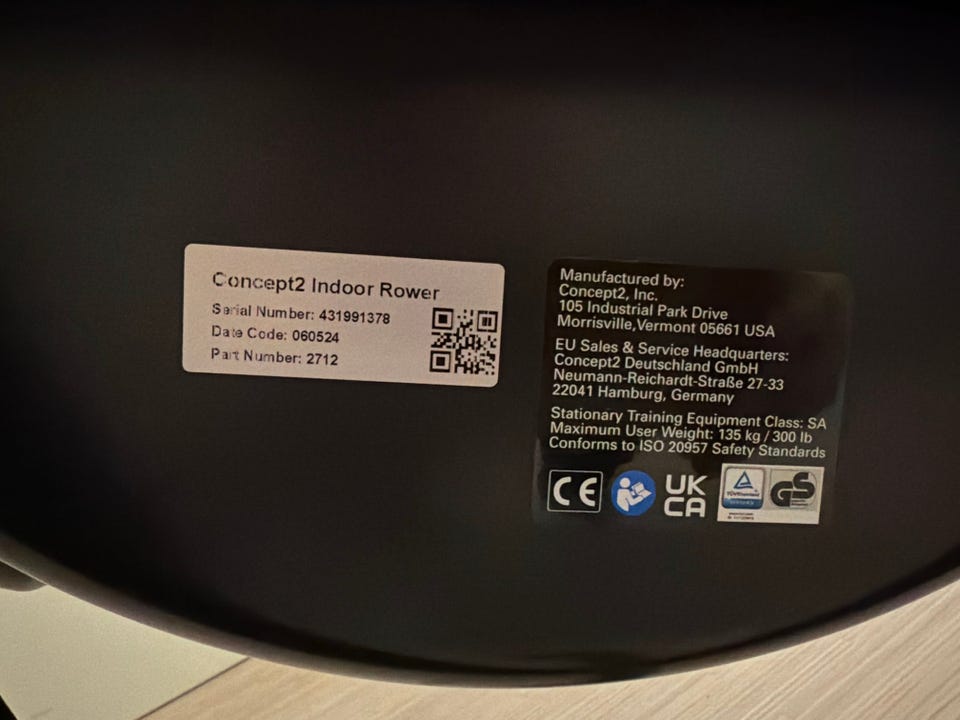 Concept2 Indoor Rower
Serial Number: 431991378
Date Code: 060524
Part Number: 2712
Manufactured by:
Concept2, Inc.
105 Industrial Park Drive
Morrisville,Vermont 05661 USA
EU Sales & Service Headquarters:
Concept2 Deutschland GmbH
Neumann-Reichardt-Straße 27-33
22041 Hamburg, Germany
Stationary Training Equipment Class: SA
Maximum User Weight: 135 kg / 300 lb
Conforms to ISO 20957 Safety Standards
CE
UK
CA
TÜVRheinland
GS